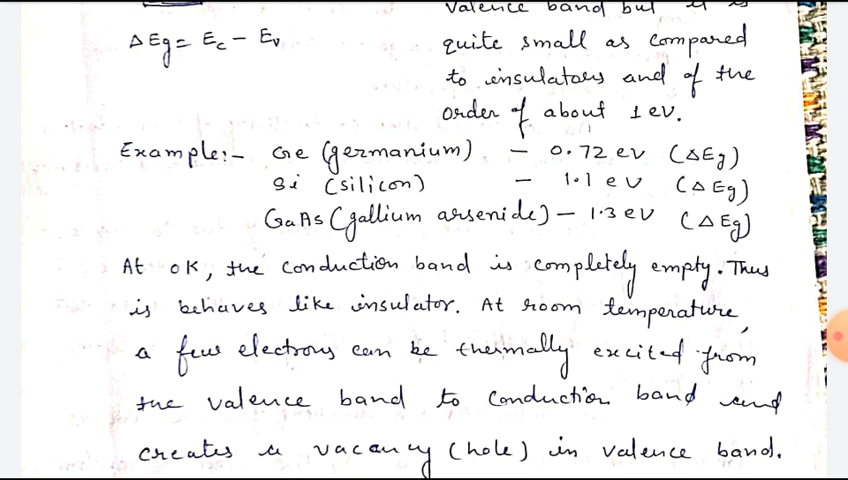 valence band but it is
ΔEg = Ec - Ev
quite small as compared
to insulators and of the
order of about 1 ev.
Example:- Ge (germanium) - 0.72 ev (ΔEg)
Si (silicon) - 1.1 ev (ΔEg)
GaAs (gallium arsenide) - 1.3 ev (ΔEg)
At 0K, the conduction band is completely empty. Thus
is behaves like insulator. At room temperature,
a few electrons can be thermally excited from
the valence band to conduction band and
creates a vacancy (hole) in valence band.